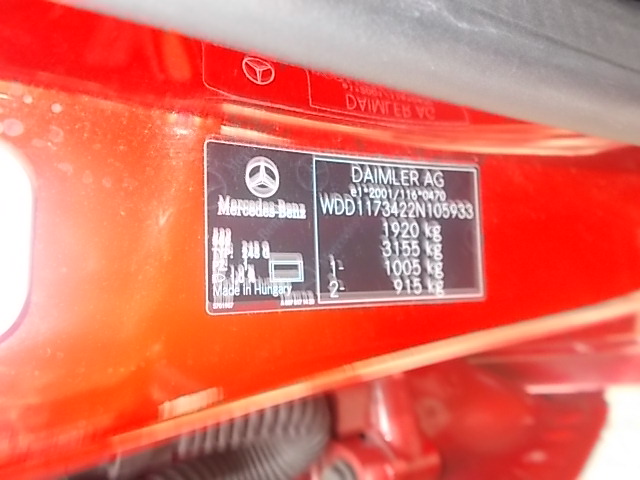 DAIMLER AG
Mercedes-Benz
DAIMLER AG
e1*2001/116*0470
WDD1173422N105933
1920 kg
3155 kg
1- 1005 kg
2- 915 kg
Made in Hungary